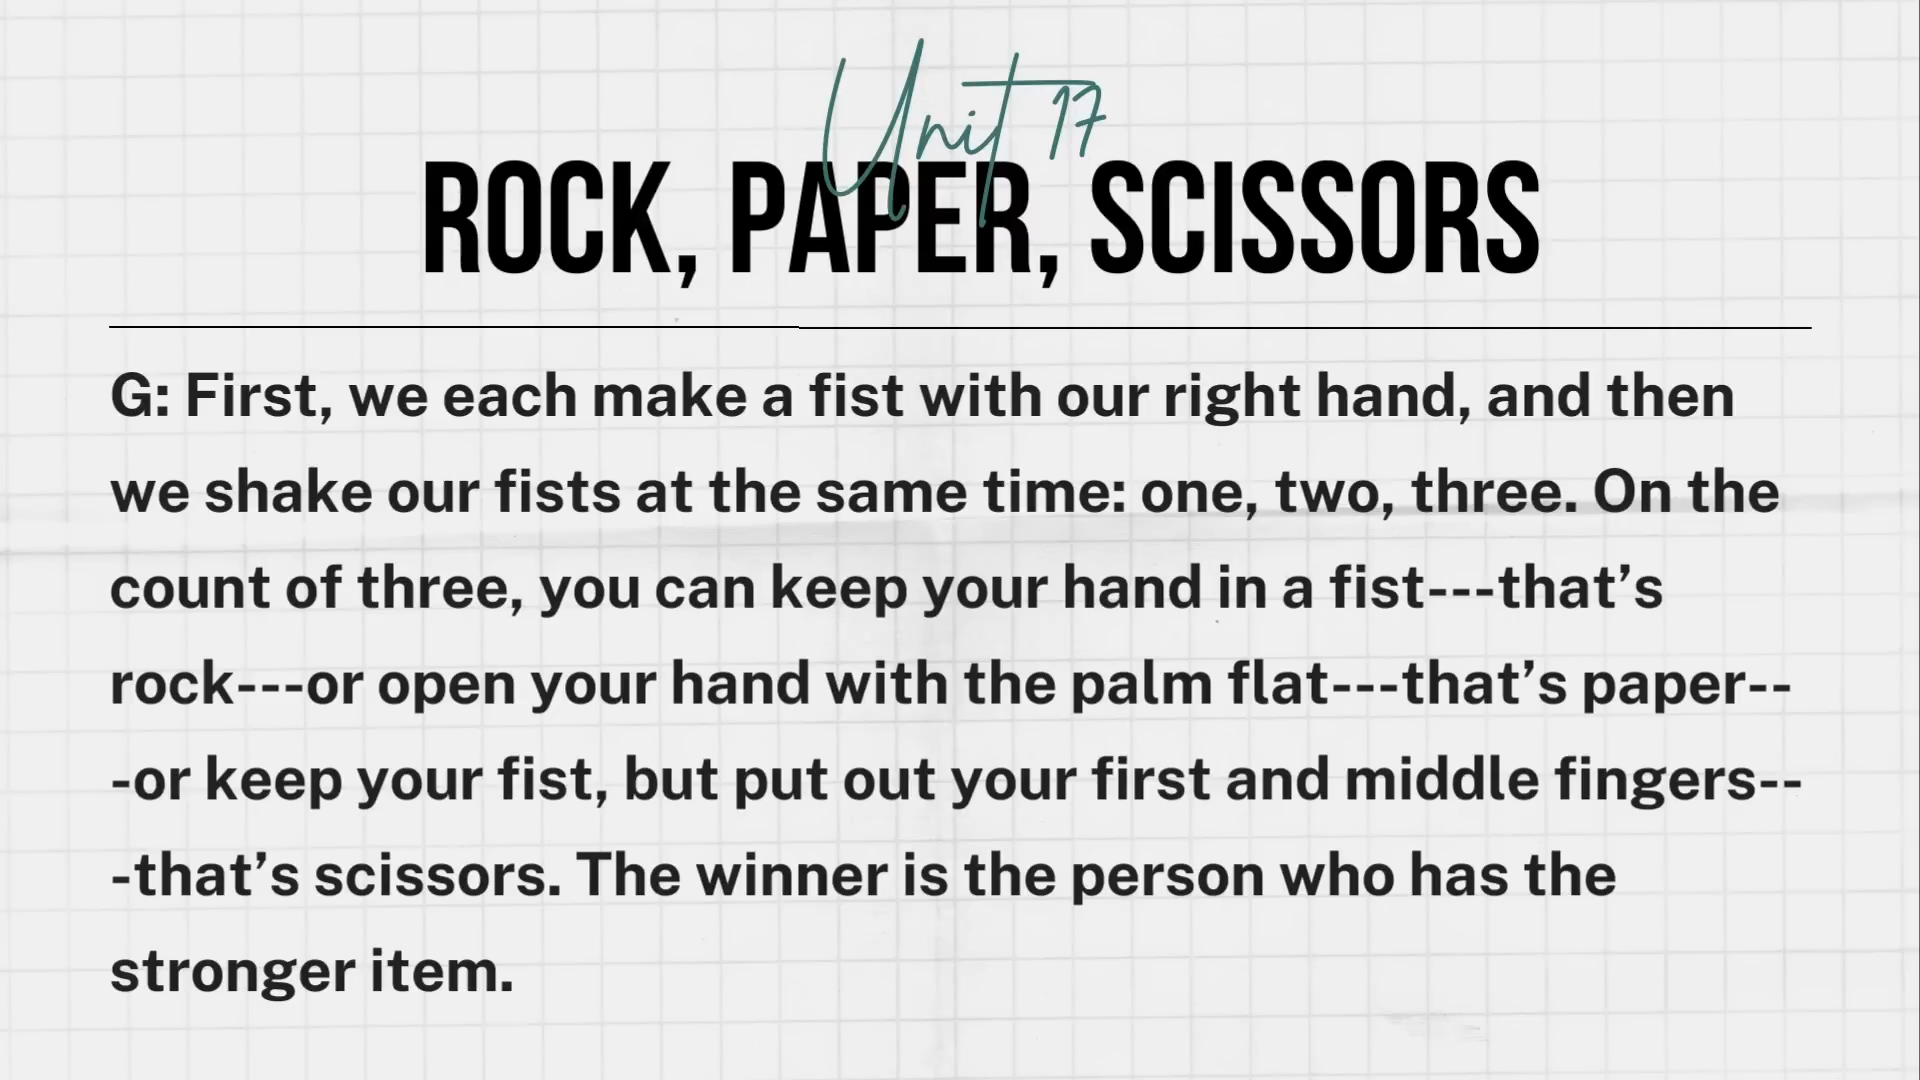 Unit 17
ROCK, PAPER, SCISSORS
G: First, we each make a fist with our right hand, and then
we shake our fists at the same time: one, two, three. On the
count of three, you can keep your hand in a fist---that’s
rock---or open your hand with the palm flat---that’s paper--
-or keep your fist, but put out your first and middle fingers--
-that’s scissors. The winner is the person who has the
stronger item.